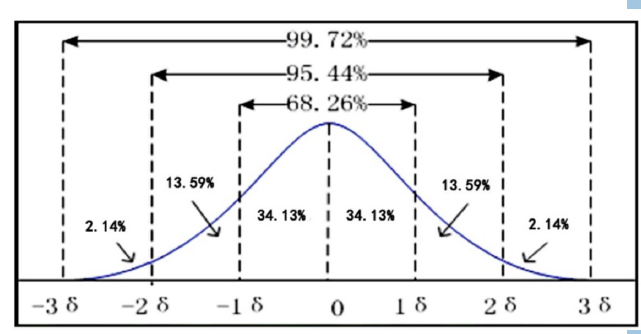 99.72%
95.44%
68.26%
13.59%
13.59%
34.13%
34.13%
2.14%
2.14%
-3 δ
-2 δ
-1 δ
0
1 δ
2 δ
3 δ